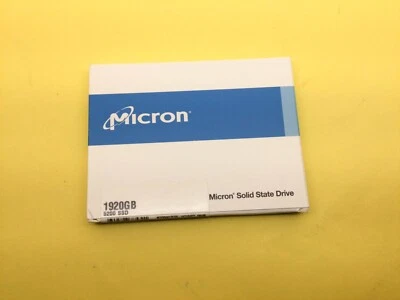 Micron®
Micron® Solid State Drive
1920GB
5200 SSD